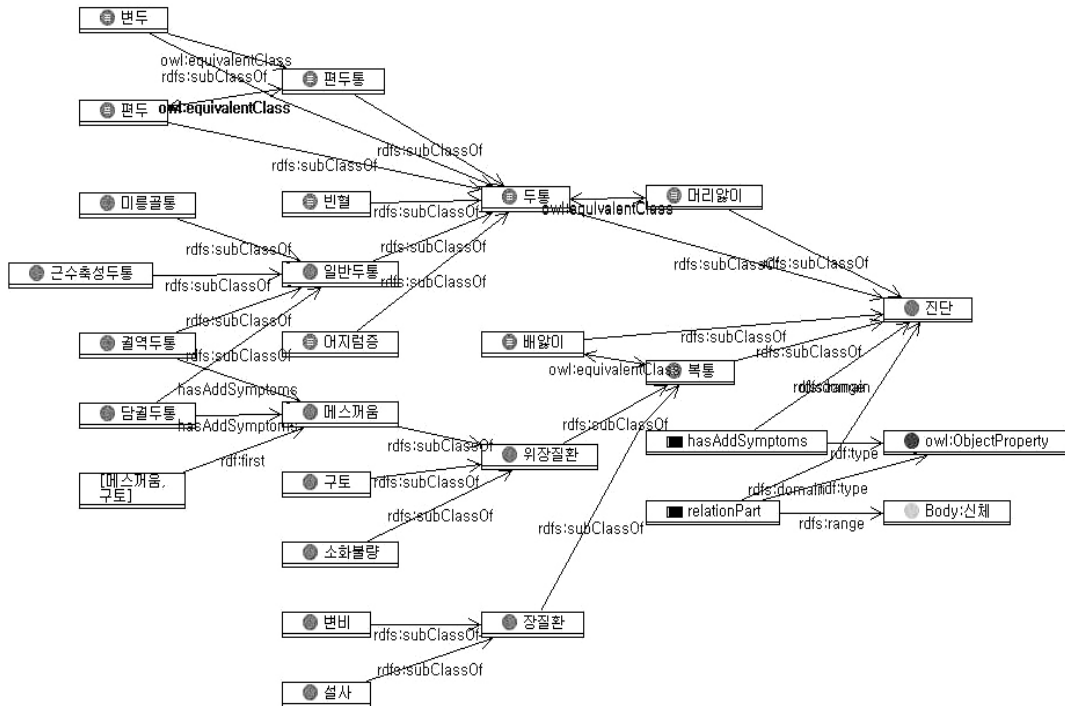 변두
owl:equivalentClass
rdfs:subClassOf
편두통
편두
owl:equivalentClass
rdfs:subClassOf
rdfs:subClassOf
미릉골통
빈혈
rdfs:subClassOf
두통
owl:equivalentClass
머리앓이
rdfs:subClassOf
근수축성두통
rdfs:subClassOf
일반두통
rdfs:subClassOf
rdfs:subClassOf
rdfs:subClassOf
진단
rdfs:subClassOf
궐역두통
어지럼증
배앓이
rdfs:subClassOf
rdfs:subClassOf
owl:equivalentClass
복통
hasAddSymptoms
rdfs:domain
담궐두통
hasAddSymptoms
메스꺼움
rdfs:subClassOf
rdfs:subClassOf
hasAddSymptoms
rdf:type
owl:ObjectProperty
rdf:first
[메스꺼움,
구토]
구토
rdfs:subClassOf
위장질환
rdfs:domain
rdf:type
relationPart
rdfs:range
Body:신체
rdfs:subClassOf
rdfs:subClassOf
소화불량
변비
rdfs:subClassOf
장질환
rdfs:subClassOf
설사